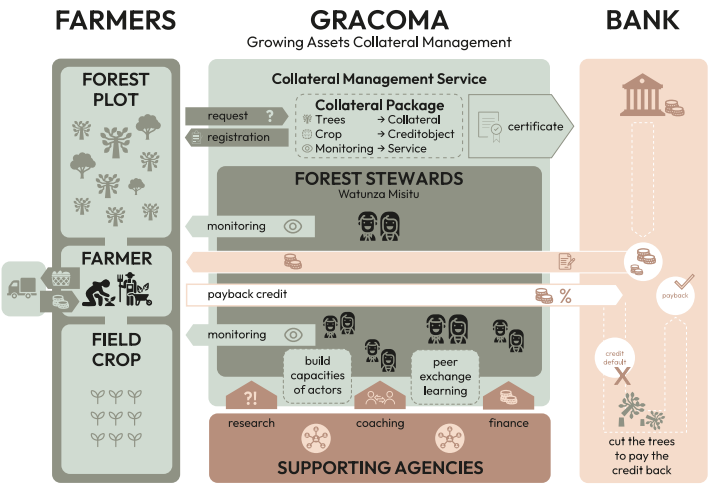 FARMERS
GRACOMA
Growing Assets Collateral Management
BANK
FOREST
PLOT
Collateral Management Service
request ?
registration
Collateral Package
Trees → Collateral
Crop → Creditobject
Monitoring → Service
certificate
FOREST STEWARDS
Watunza Misitu
monitoring
FARMER
payback credit
%
payback
monitoring
FIELD
CROP
build
capacities
of actors
peer
exchange
learning
credit
default
X
?!
research
coaching
finance
SUPPORTING AGENCIES
cut the trees
to pay the
credit back